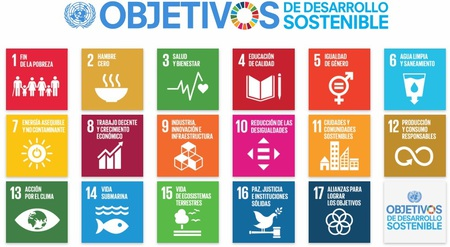 OBJETIVOS DE DESARROLLO
SOSTENIBLE
1 FIN
DE LA POBREZA
2 HAMBRE
CERO
3 SALUD
Y BIENESTAR
4 EDUCACIÓN
DE CALIDAD
5 IGUALDAD
DE GÉNERO
6 AGUA LIMPIA
Y SANEAMIENTO
7 ENERGÍA ASEQUIBLE
Y NO CONTAMINANTE
8 TRABAJO DECENTE
Y CRECIMIENTO
ECONÓMICO
9 INDUSTRIA,
INNOVACIÓN E
INFRAESTRUCTURA
10 REDUCCIÓN DE LAS
DESIGUALDADES
11 CIUDADES Y
COMUNIDADES
SOSTENIBLES
12 PRODUCCIÓN
Y CONSUMO
RESPONSABLES
13 ACCIÓN
POR EL CLIMA
14 VIDA
SUBMARINA
15 VIDA
DE ECOSISTEMAS
TERRESTRES
16 PAZ, JUSTICIA
E INSTITUCIONES
SÓLIDAS
17 ALIANZAS PARA
LOGRAR
LOS OBJETIVOS
OBJETIVOS
DE DESARROLLO
SOSTENIBLE